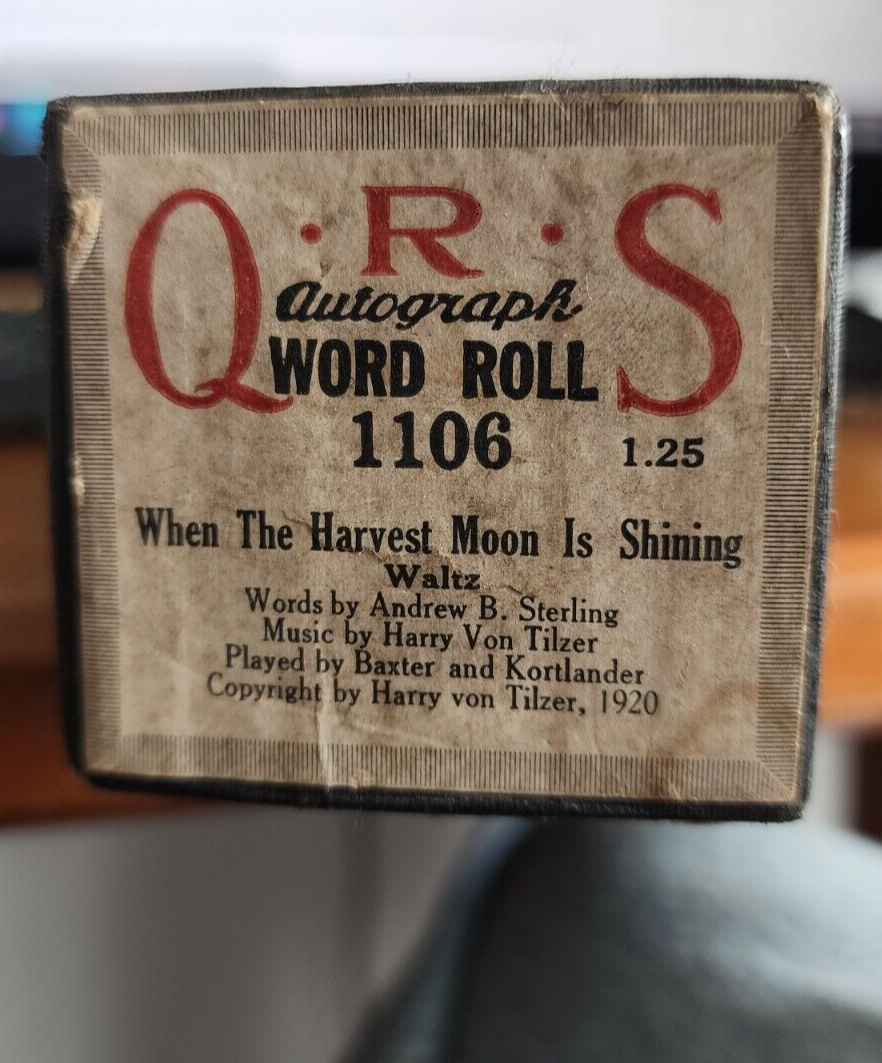 Q·R·S
Autograph
WORD ROLL
1106 1.25
When The Harvest Moon Is Shining
Waltz
Words by Andrew B. Sterling
Music by Harry Von Tilzer
Played by Baxter and Kortlander
Copyright by Harry von Tilzer, 1920